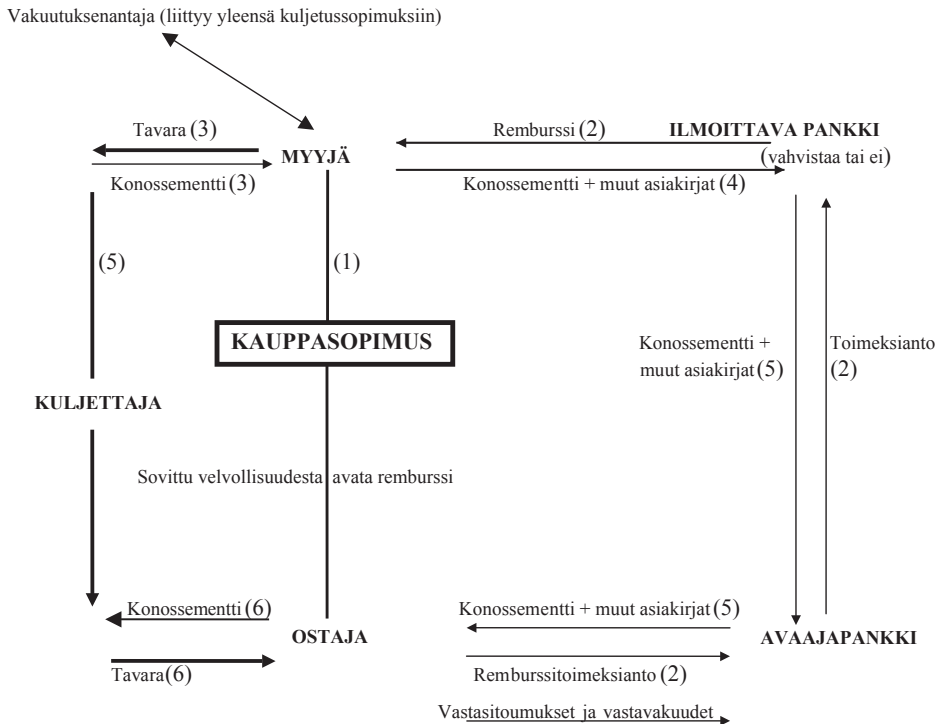 Vakuutuksenantaja (liittyy yleensä kuljetussopimuksiin)
Tavara (3)
Remburssi (2)
ILMOITTAVA PANKKI
MYYJÄ
(vahvistaa tai ei)
Konossementti (3)
Konossementti + muut asiakirjat (4)
(5)
(1)
KAUPPASOPIMUS
Konossementti +
muut asiakirjat (5)
Toimeksianto
(2)
KULJETTAJA
Sovittu velvollisuudesta avata remburssi
Konossementti (6)
Konossementti + muut asiakirjat (5)
OSTAJA
AVAAJAPANKKI
Tavara (6)
Remburssitoimeksianto (2)
Vastasitoumukset ja vastavakuudet